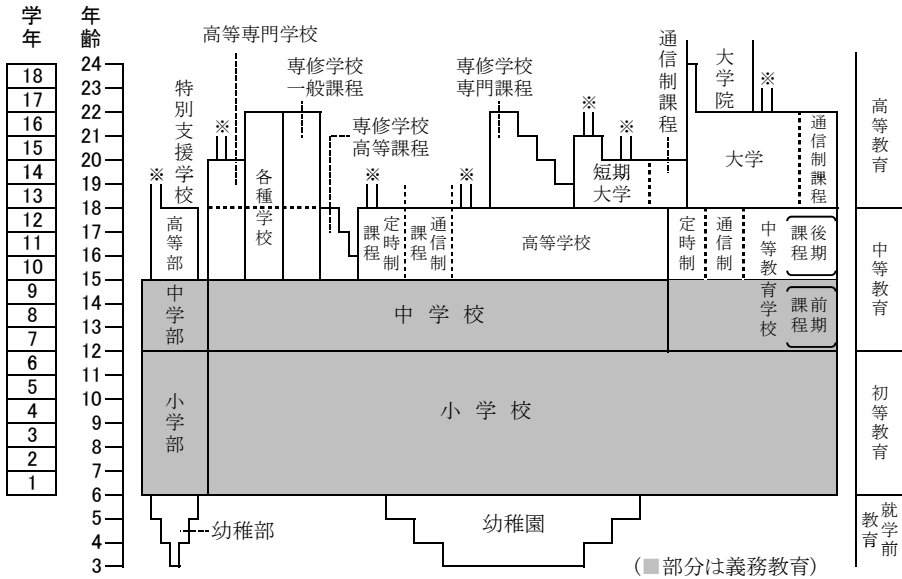 学年
年齢
18
17
16
15
14
13
12
11
10
9
8
7
6
5
4
3
2
1
24
23
22
21
20
19
18
17
16
15
14
13
12
11
10
9
8
7
6
5
4
3
特別支援学校
高等専門学校
専修学校
一般課程
専修学校
高等課程
専修学校
専門課程
通信制課程
大学院
※
※
※
※
※
※
※
各種学校
短期
大学
大学
通信制課程
高等部
定時制
課程
通信制
課程
高等学校
定時制
通信制
中等教育学校
後期
課程
前期
課程
中学部
中学校
小学部
小学校
幼稚部
幼稚園
高等教育
中等教育
初等教育
就学前
教育
(■部分は義務教育)